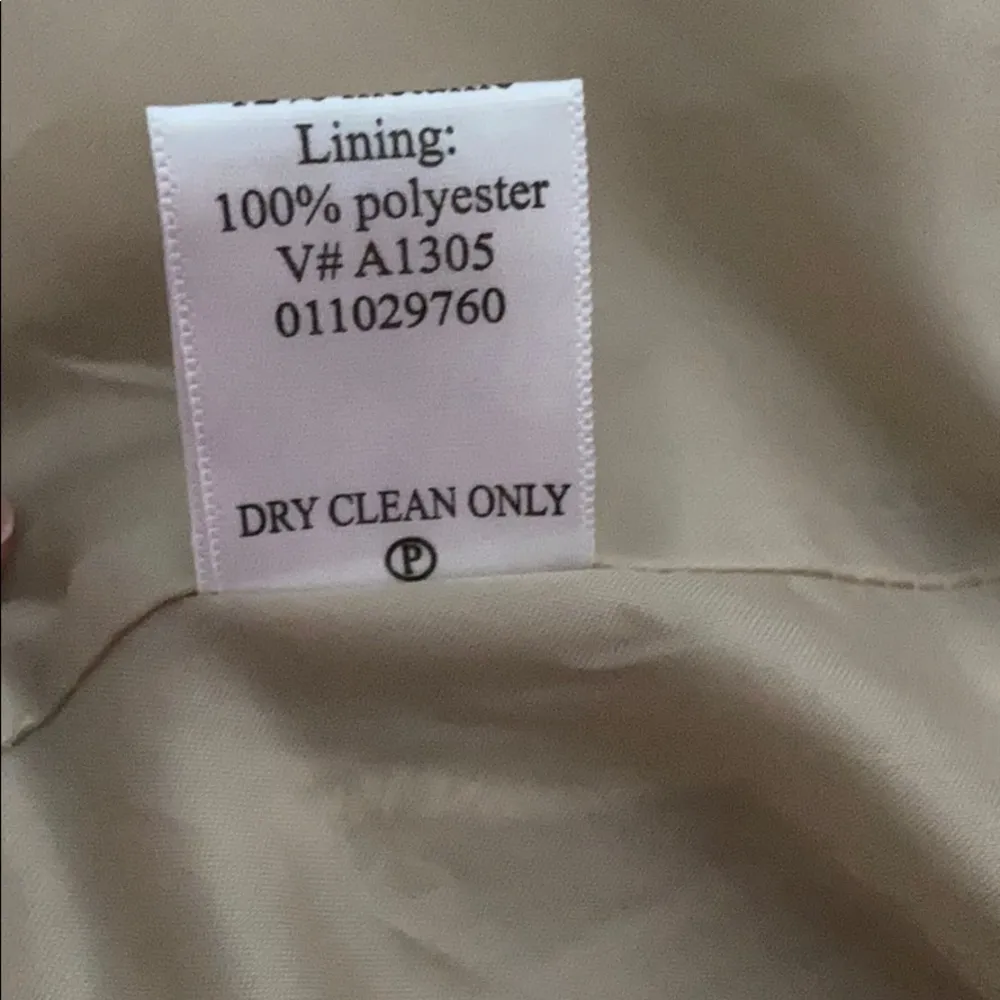 Lining:
100% polyester
V# A1305
011029760
DRY CLEAN ONLY
P